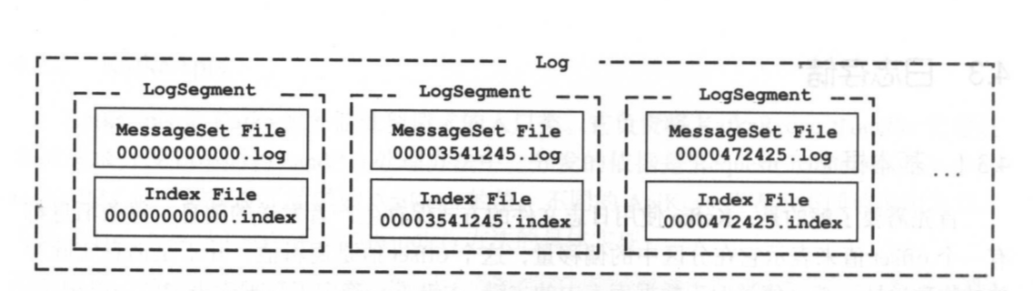 Log
LogSegment
MessageSet File
00000000000.log
Index File
00000000000.index
LogSegment
MessageSet File
00003541245.log
Index File
00003541245.index
LogSegment
MessageSet File
0000472425.log
Index File
0000472425.index
...